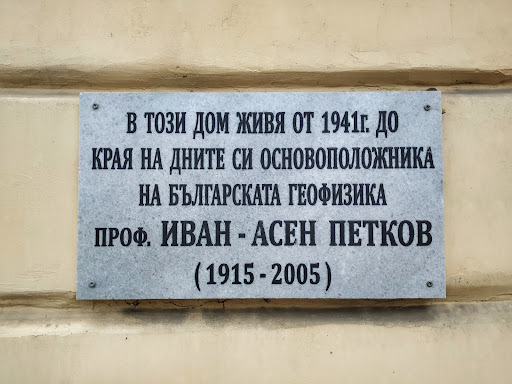 В ТОЗИ ДОМ ЖИВЯ ОТ 1941г. ДО
КРАЯ НА ДНИТЕ СИ ОСНОВОПОЛОЖНИКА
НА БЪЛГАРСКАТА ГЕОФИЗИКА
ПРОФ. ИВАН - АСЕН ПЕТКОВ
(1915 - 2005)